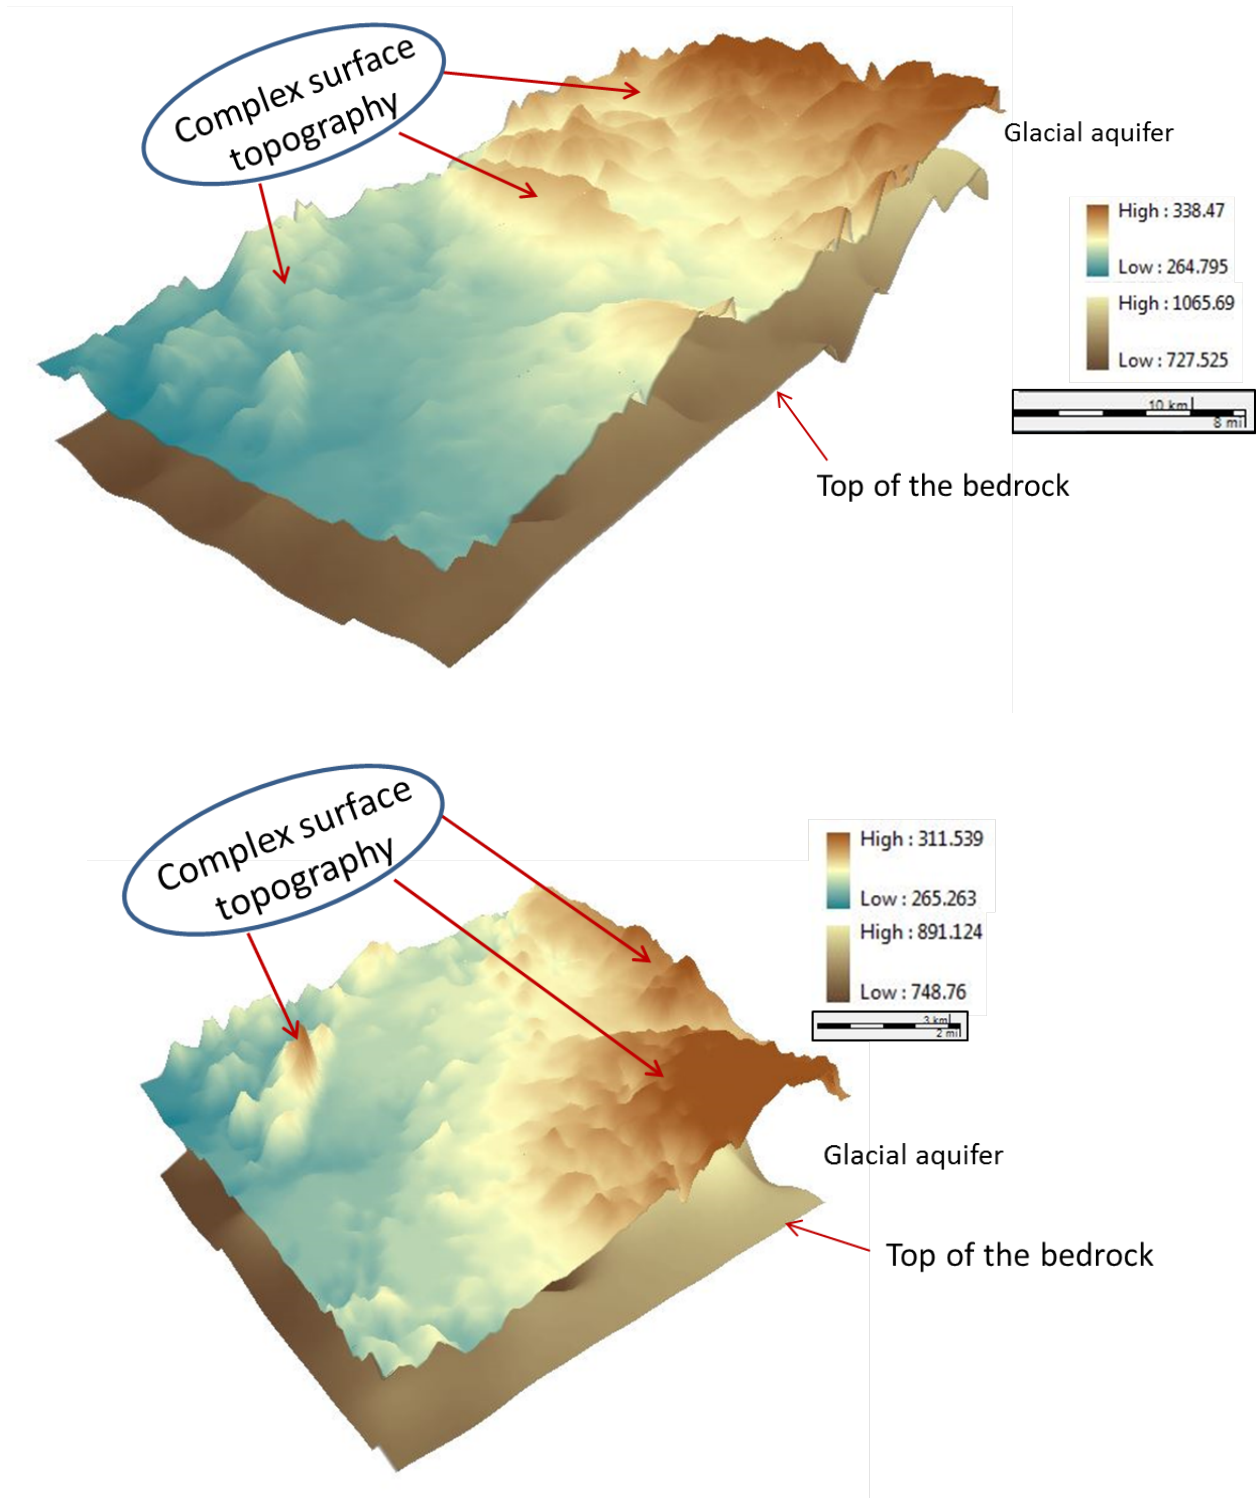 Complex surface
topography
Glacial aquifer
High : 338.47
Low : 264.795
High : 1065.69
Low : 727.525
10 km
8 mi
Top of the bedrock
Complex surface
topography
High : 311.539
Low : 265.263
High : 891.124
Low : 748.76
3 km
2 mi
Glacial aquifer
Top of the bedrock